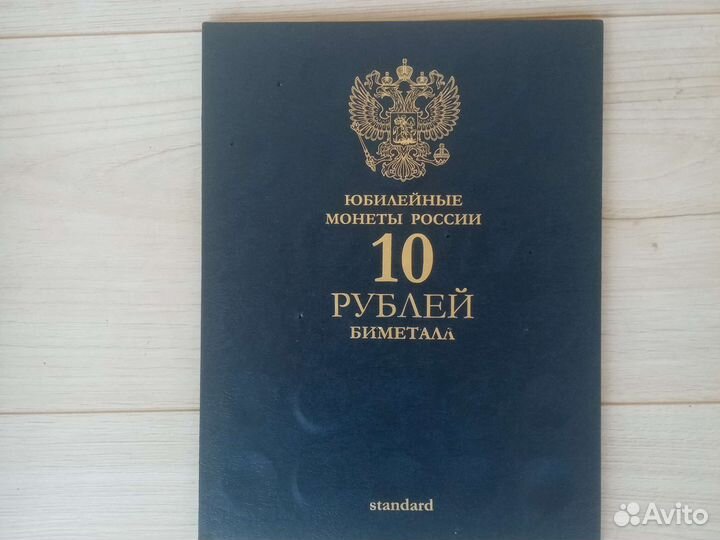 ЮБИЛЕЙНЫЕ
МОНЕТЫ РОССИИ
10
РУБЛЕЙ
БИМЕТАЛЛ
standard
Avito